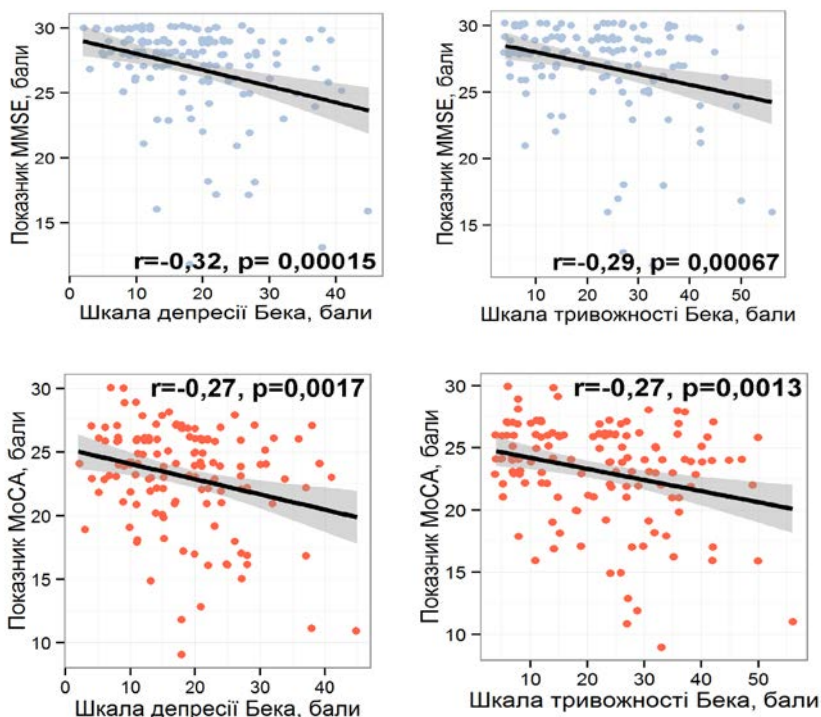 Показник MMSE, бали
30
25
20
15
r=-0,32, p= 0,00015
0 10 20 30 40
Шкала депресії Бека, бали
Показник MMSE, бали
30
25
20
15
r=-0,29, p= 0,00067
10 20 30 40 50
Шкала тривожності Бека, бали
Показник MoCA, бали
30
25
20
15
10
r=-0,27, p=0,0017
0 10 20 30 40
Шкала депресії Бека, бали
Показник MoCA, бали
30
25
20
15
10
r=-0,27, p=0,0013
10 20 30 40 50
Шкала тривожності Бека, бали